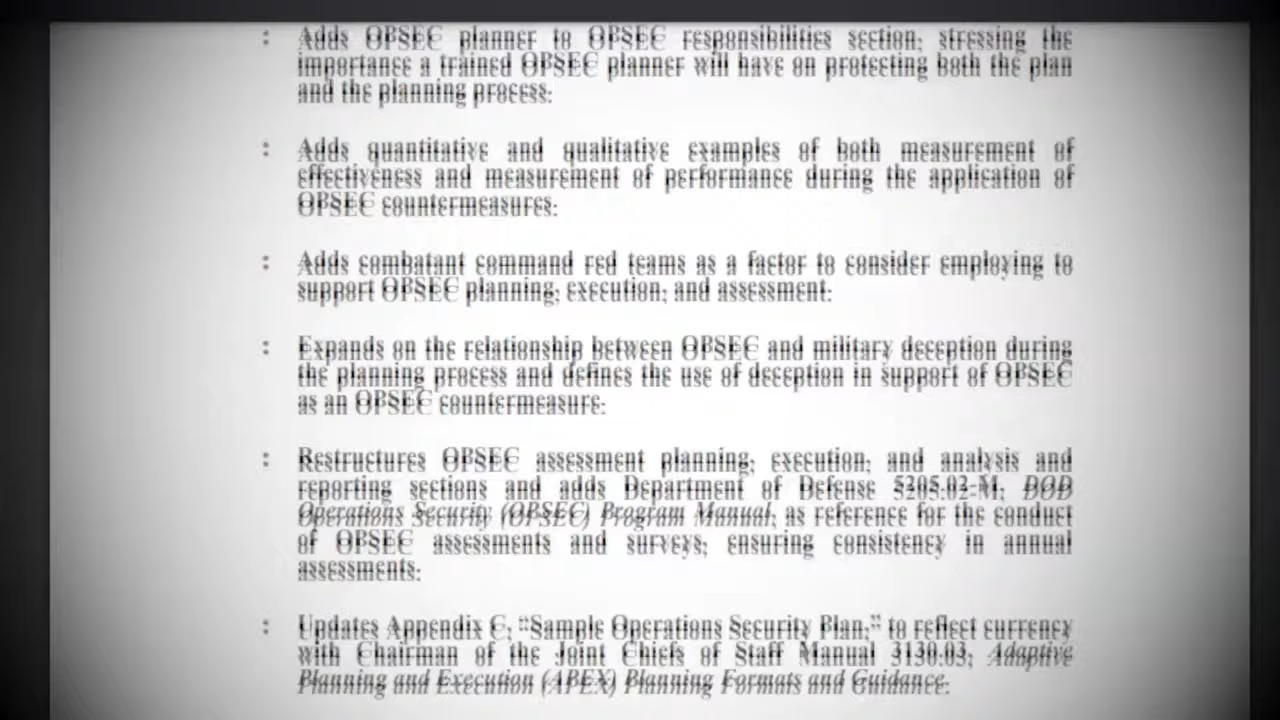 • Adds OPSEC planner to OPSEC responsibilities section, stressing the
importance a trained OPSEC planner will have on protecting both the plan
and the planning process.
• Adds quantitative and qualitative examples of both measurement of
effectiveness and measurement of performance during the application of
OPSEC countermeasures.
• Adds combatant command red teams as a factor to consider employing to
support OPSEC planning, execution, and assessment.
• Expands on the relationship between OPSEC and military deception during
the planning process and defines the use of deception in support of OPSEC
as an OPSEC countermeasure.
• Restructures OPSEC assessment planning, execution, and analysis and
reporting sections and adds Department of Defense 5205.02-M, DOD
Operations Security (OPSEC) Program Manual, as reference for the conduct
of OPSEC assessments and surveys, ensuring consistency in annual
assessments.
• Updates Appendix C, “Sample Operations Security Plan,” to reflect currency
with Chairman of the Joint Chiefs of Staff Manual 3130.03, Adaptive
Planning and Execution (APEX) Planning Formats and Guidance.